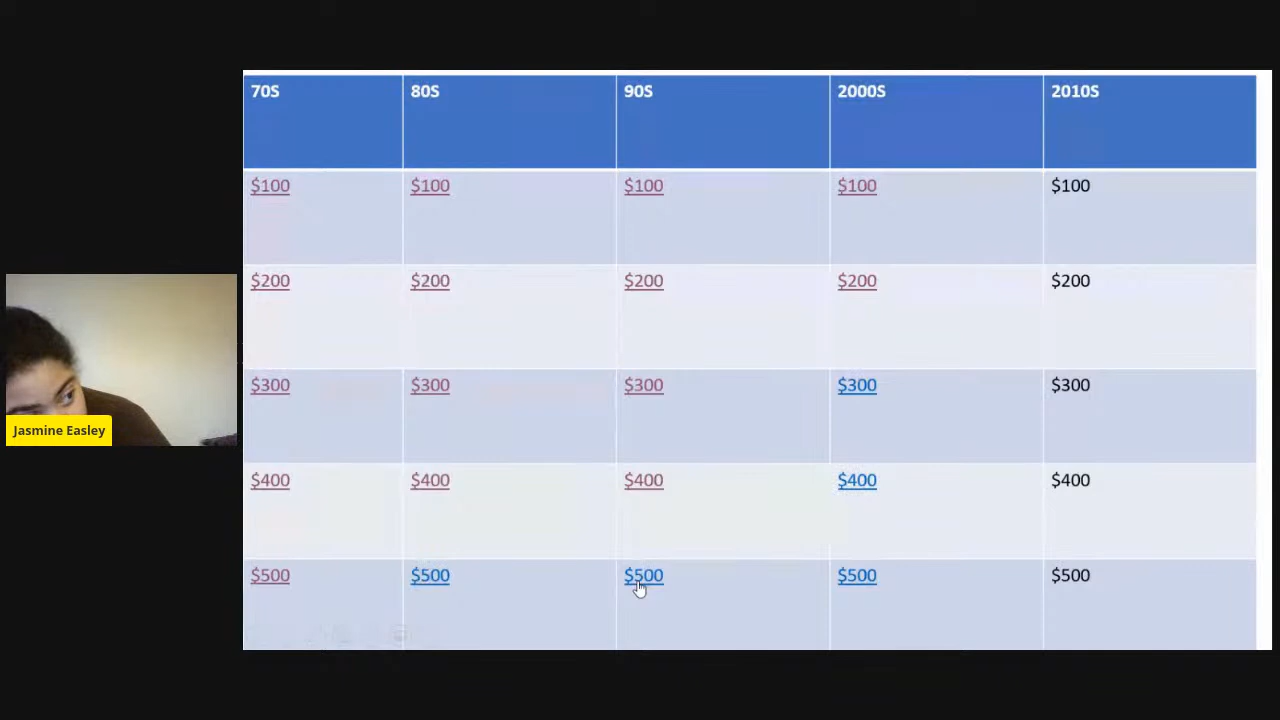 70S 80S 90S 2000S 2010S
$100 $100 $100 $100 $100
$200 $200 $200 $200 $200
$300 $300 $300 $300 $300
$400 $400 $400 $400 $400
Jasmine Easley
$500 $500 $500 $500 $500